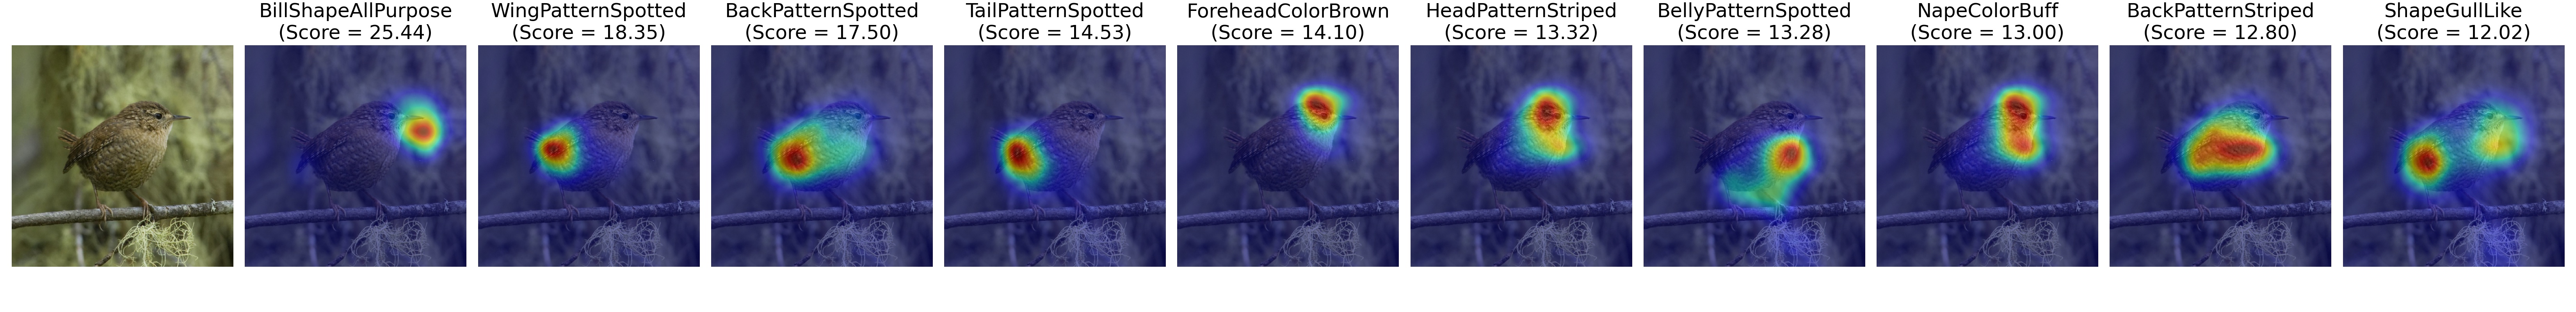 BillShapeAllPurpose
(Score = 25.44)
WingPatternSpotted
(Score = 18.35)
BackPatternSpotted
(Score = 17.50)
TailPatternSpotted
(Score = 14.53)
ForeheadColorBrown
(Score = 14.10)
HeadPatternStriped
(Score = 13.32)
BellyPatternSpotted
(Score = 13.28)
NapeColorBuff
(Score = 13.00)
BackPatternStriped
(Score = 12.80)
ShapeGullLike
(Score = 12.02)